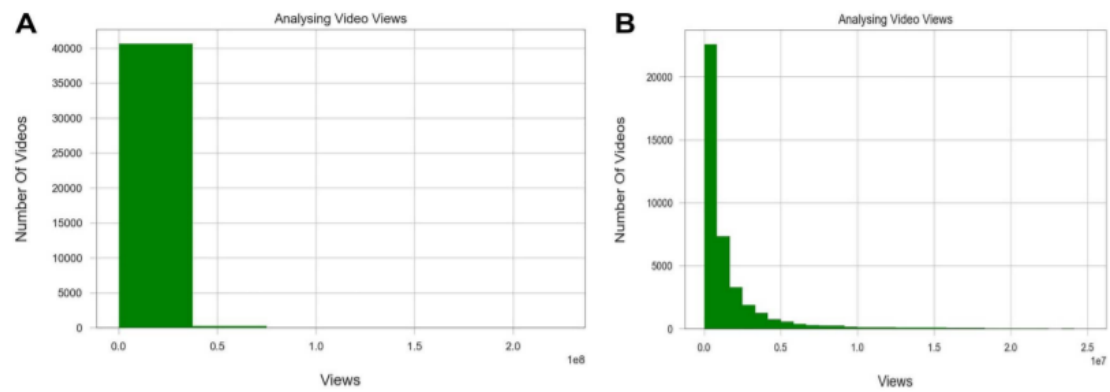 A
Analysing Video Views
Number Of Videos
40000
35000
30000
25000
20000
15000
10000
5000
0
0.0 0.5 1.0 1.5 2.0
1e8
Views
B
Analysing Video Views
Number Of Videos
20000
15000
10000
5000
0
0.0 0.5 1.0 1.5 2.0 2.5
1e7
Views